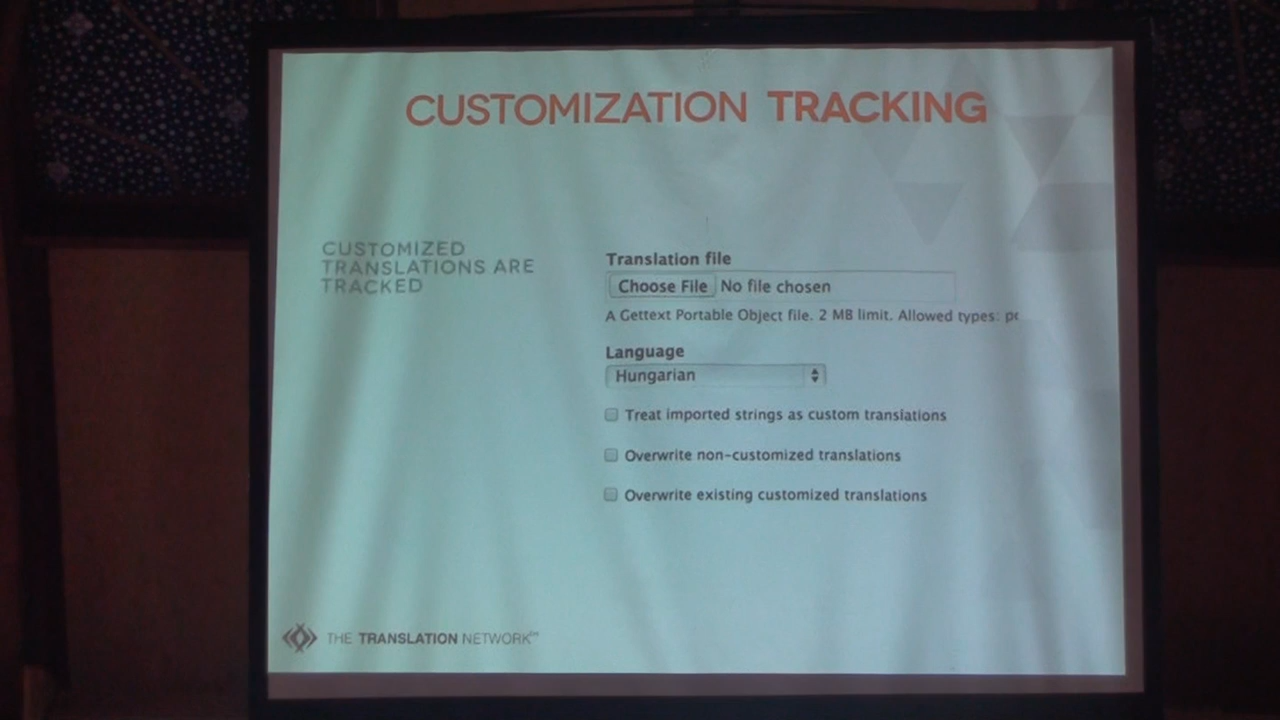 CUSTOMIZATION TRACKING
CUSTOMIZED
TRANSLATIONS ARE
TRACKED
Translation file
Choose File No file chosen
A Gettext Portable Object file. 2 MB limit. Allowed types:
Language
Hungarian
Treat imported strings as custom translations
Overwrite non-customized translations
Overwrite existing customized translations
THE TRANSLATION NETWORK